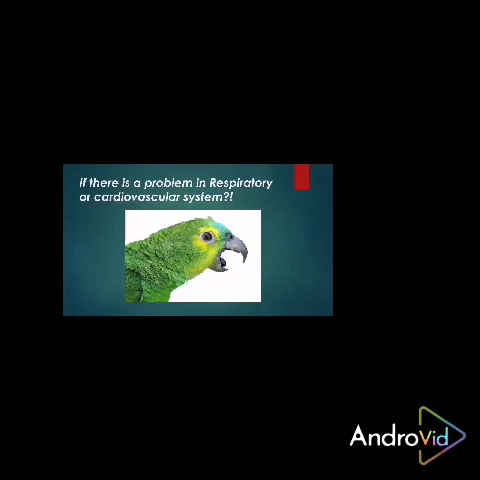 If there is a problem in Respiratory
or cardiovascular system?!
AndroVid